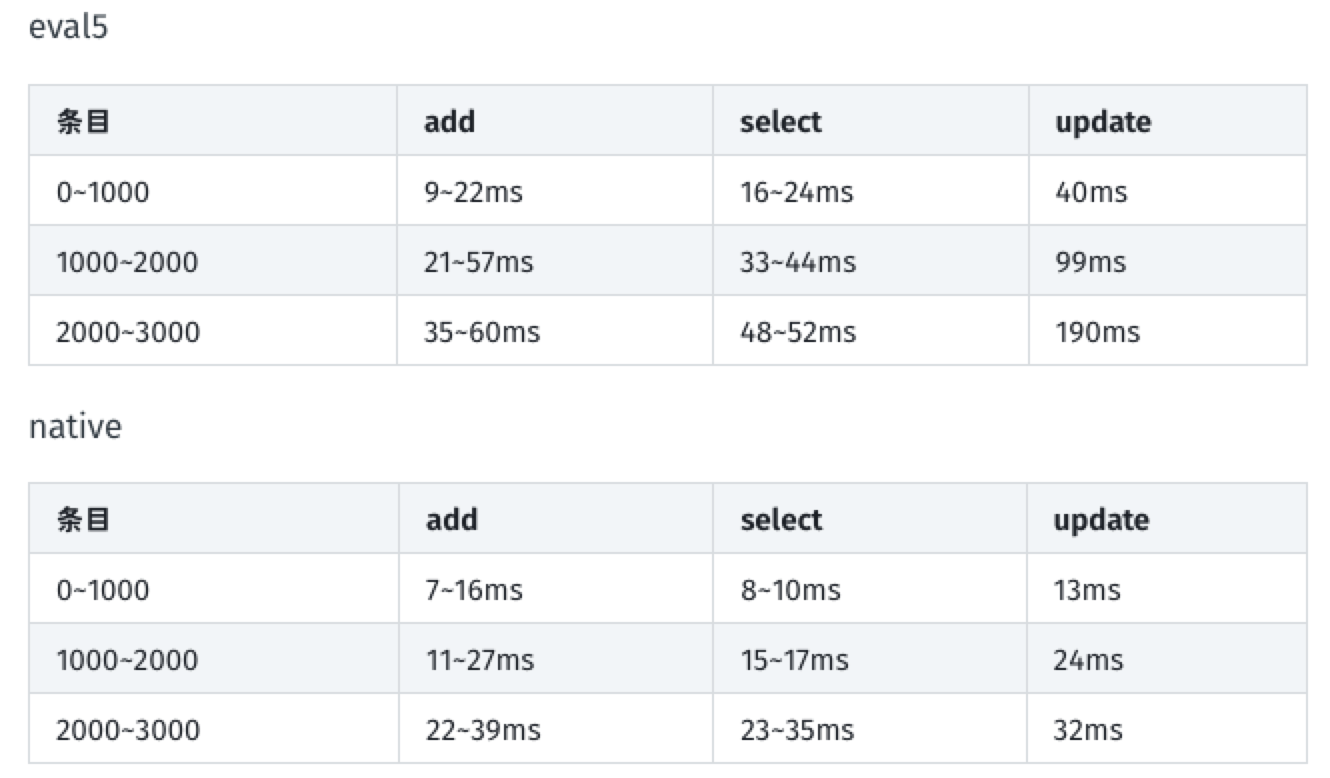 eval5
条目 add select update
0~1000 9~22ms 16~24ms 40ms
1000~2000 21~57ms 33~44ms 99ms
2000~3000 35~60ms 48~52ms 190ms
native
条目 add select update
0~1000 7~16ms 8~10ms 13ms
1000~2000 11~27ms 15~17ms 24ms
2000~3000 22~39ms 23~35ms 32ms